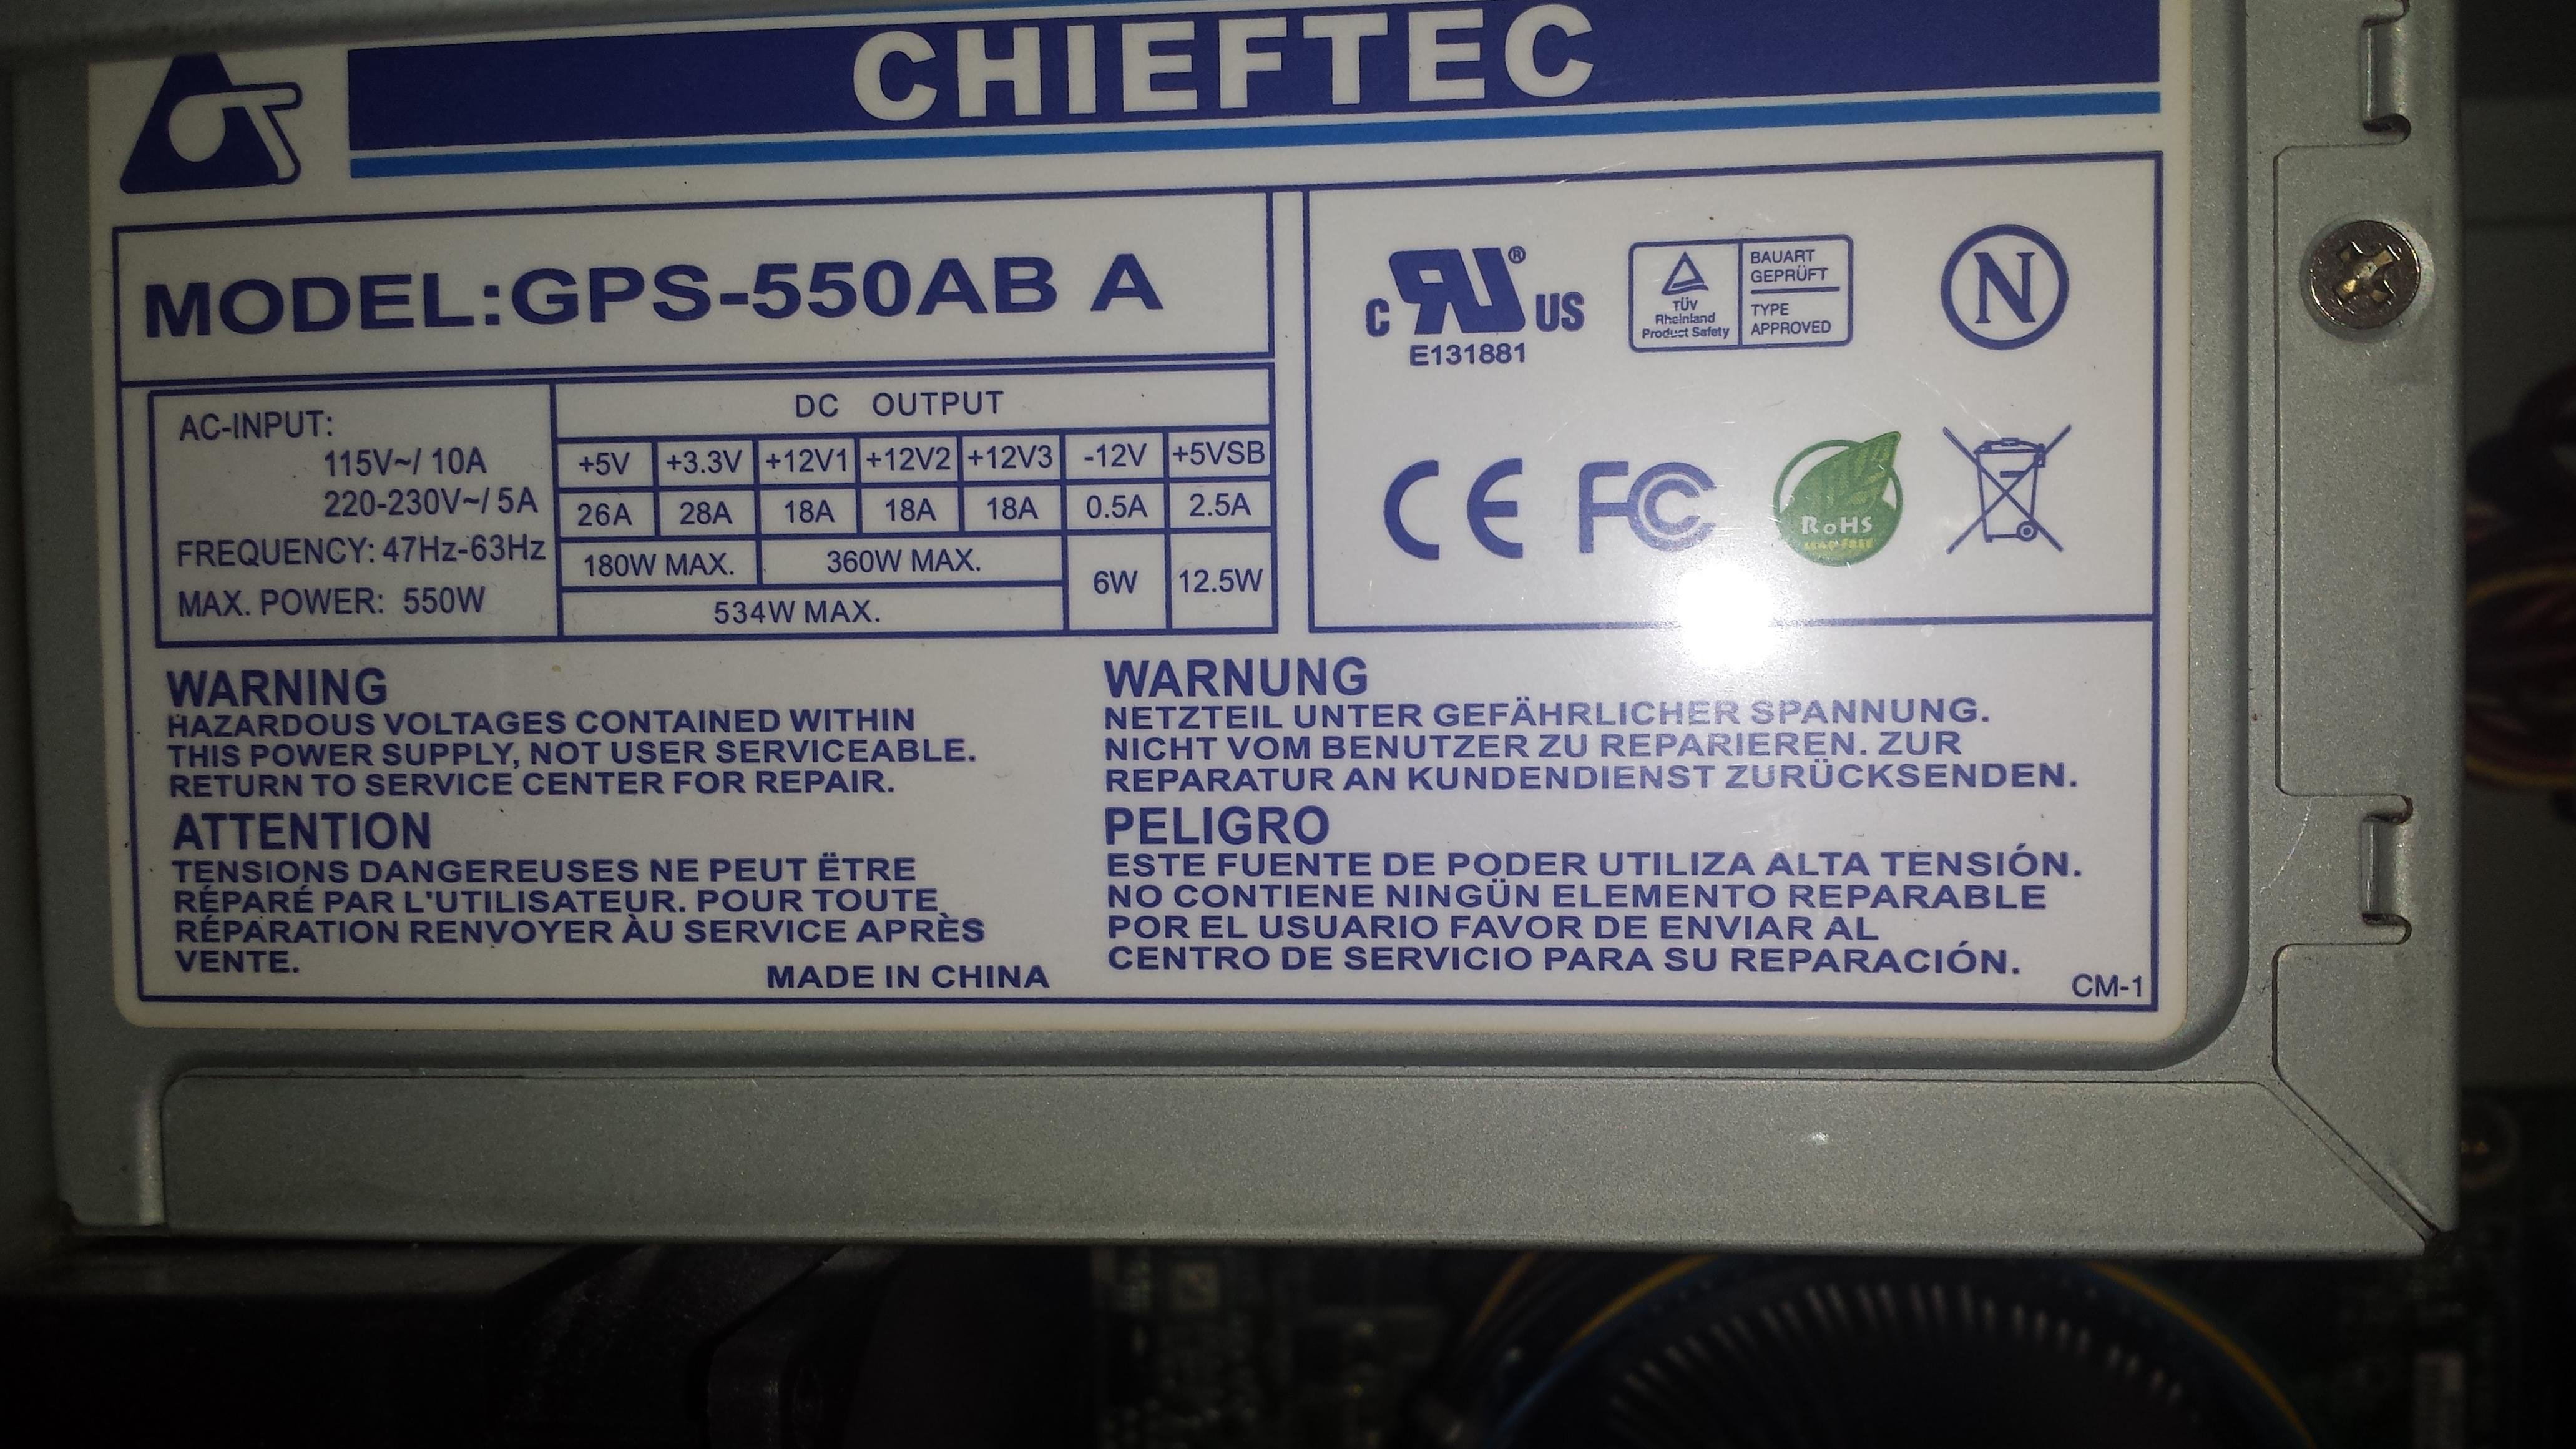 CHIEFTEC
MODEL:GPS-550AB A
AC-INPUT:
115V~/ 10A
220-230V~/ 5A
FREQUENCY: 47Hz-63Hz
MAX. POWER: 550W
DC OUTPUT
+5V +3.3V +12V1 +12V2 +12V3 -12V +5VSB
26A 28A 18A 18A 18A 0.5A 2.5A
180W MAX. 360W MAX. 6W 12.5W
534W MAX.
C RU ® US
E131881
TÜV
Rheinland
Product Safety
BAUART
GEPRÜFT
TYPE
APPROVED
N
CE FC RoHS
LEAD FREE
WARNING
HAZARDOUS VOLTAGES CONTAINED WITHIN
THIS POWER SUPPLY, NOT USER SERVICEABLE.
RETURN TO SERVICE CENTER FOR REPAIR.
ATTENTION
TENSIONS DANGEREUSES NE PEUT ËTRE
RÉPARÉ PAR L'UTILISATEUR. POUR TOUTE
RÉPARATION RENVOYER ÀU SERVICE APRÈS
VENTE.
MADE IN CHINA
WARNUNG
NETZTEIL UNTER GEFÄHRLICHER SPANNUNG.
NICHT VOM BENUTZER ZU REPARIEREN. ZUR
REPARATUR AN KUNDENDIENST ZURÜCKSENDEN.
PELIGRO
ESTE FUENTE DE PODER UTILIZA ALTA TENSIÓN.
NO CONTIENE NINGÜN ELEMENTO REPARABLE
POR EL USUARIO FAVOR DE ENVIAR AL
CENTRO DE SERVICIO PARA SU REPARACIÓN.
CM-1